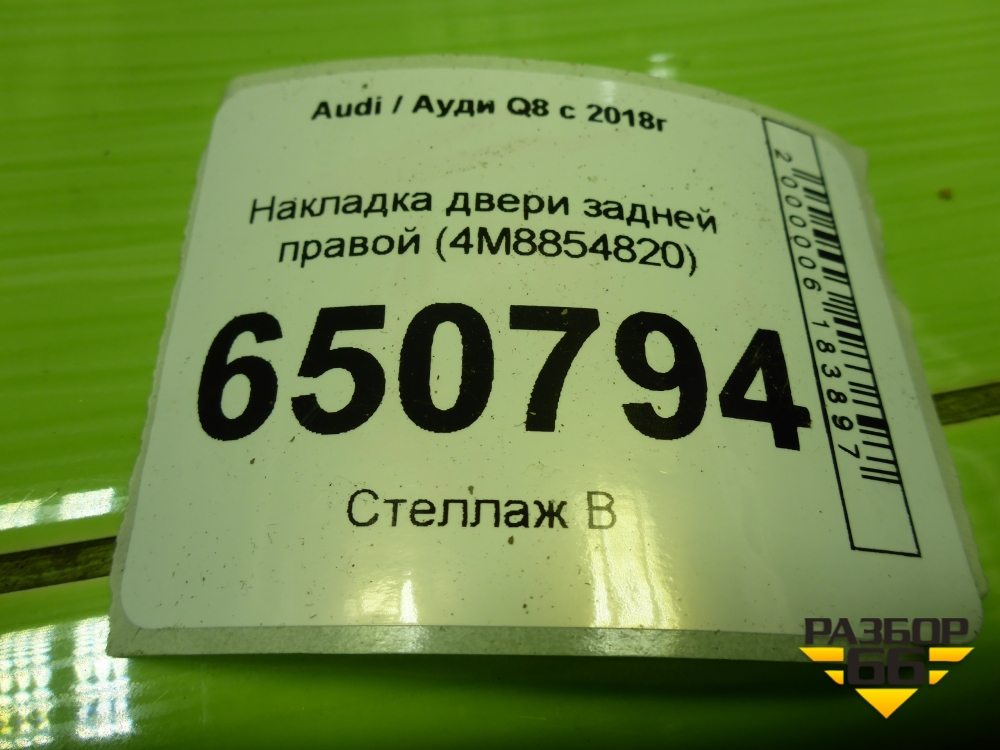 Audi / Ауди Q8 с 2018г
Накладка двери задней
правой (4M8854820)
650794
Стеллаж B
2000006183897
РАЗБОР
66